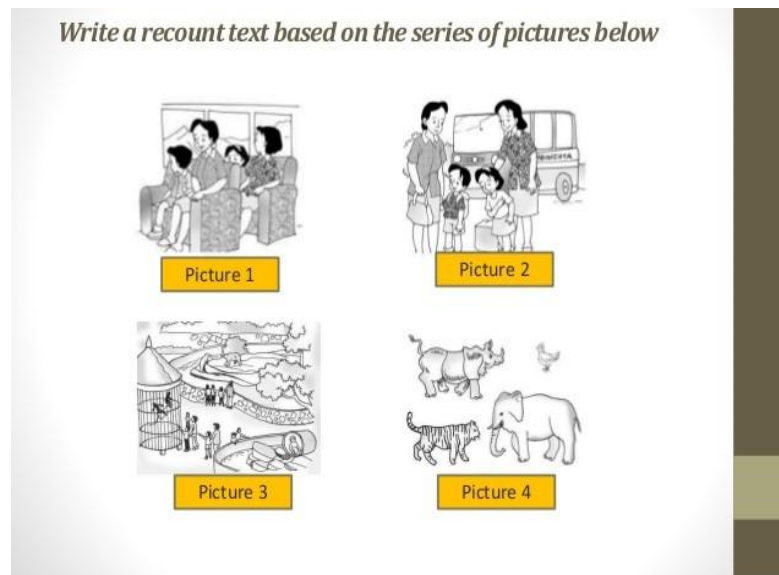 Write a recount text based on the series of pictures below
Picture 1
Picture 2
Picture 3
Picture 4